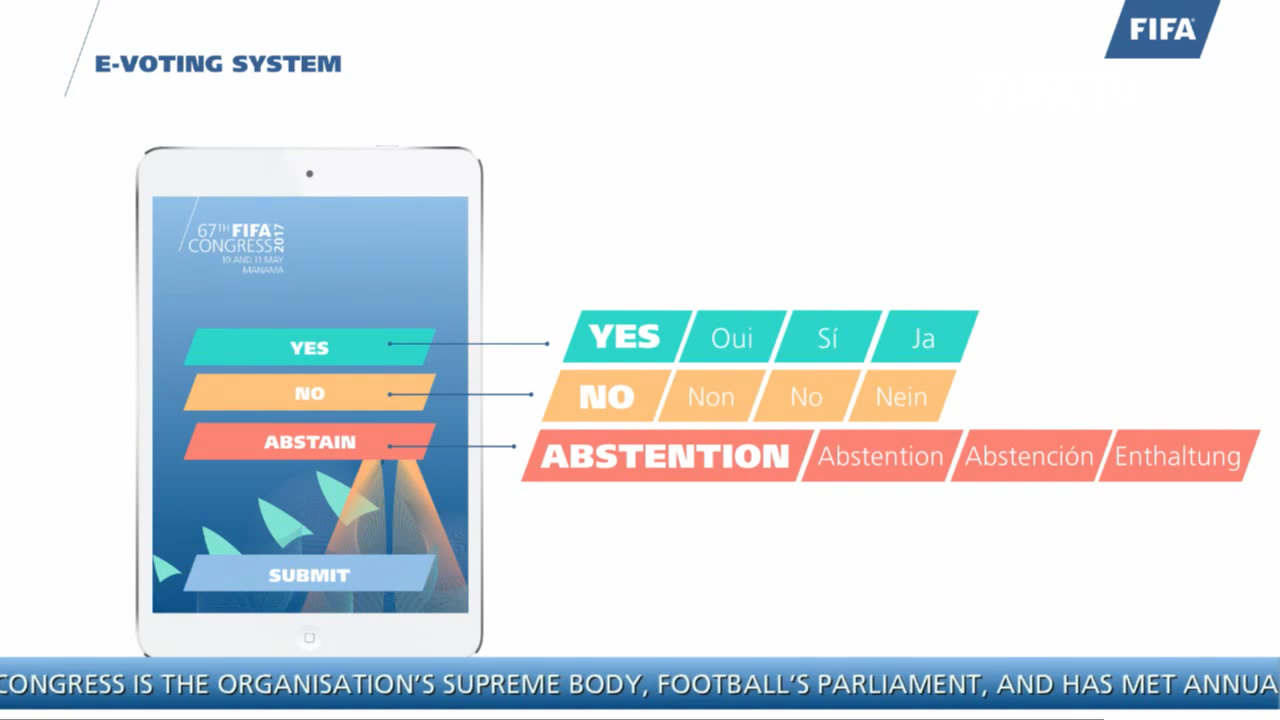 FIFA
E-VOTING SYSTEM
67TH FIFA
CONGRESS 2017
10 AND 11 MAY
MANAMA
YES
NO
ABSTAIN
SUBMIT
YES Oui Sí Ja
NO Non No Nein
ABSTENTION Abstention Abstención Enthaltung
CONGRESS IS THE ORGANISATION'S SUPREME BODY, FOOTBALL'S PARLIAMENT, AND HAS MET ANNUA